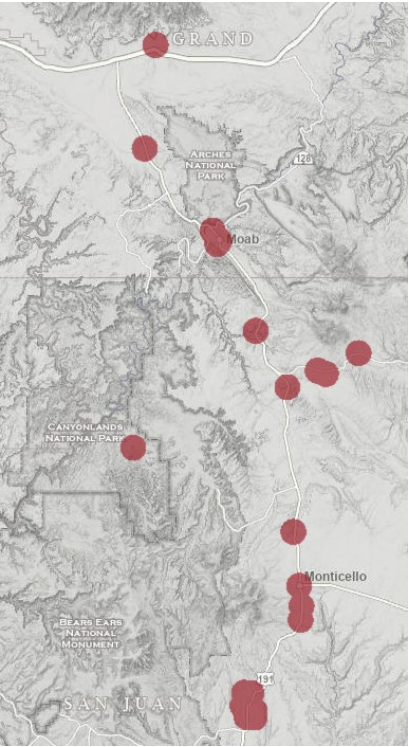 GRAND
ARCHES
NATIONAL
PARK
128
Moab
CANYONLANDS
NATIONAL PARK
Monticello
BEARS EARS
NATIONAL
MONUMENT
191
SAN JUAN